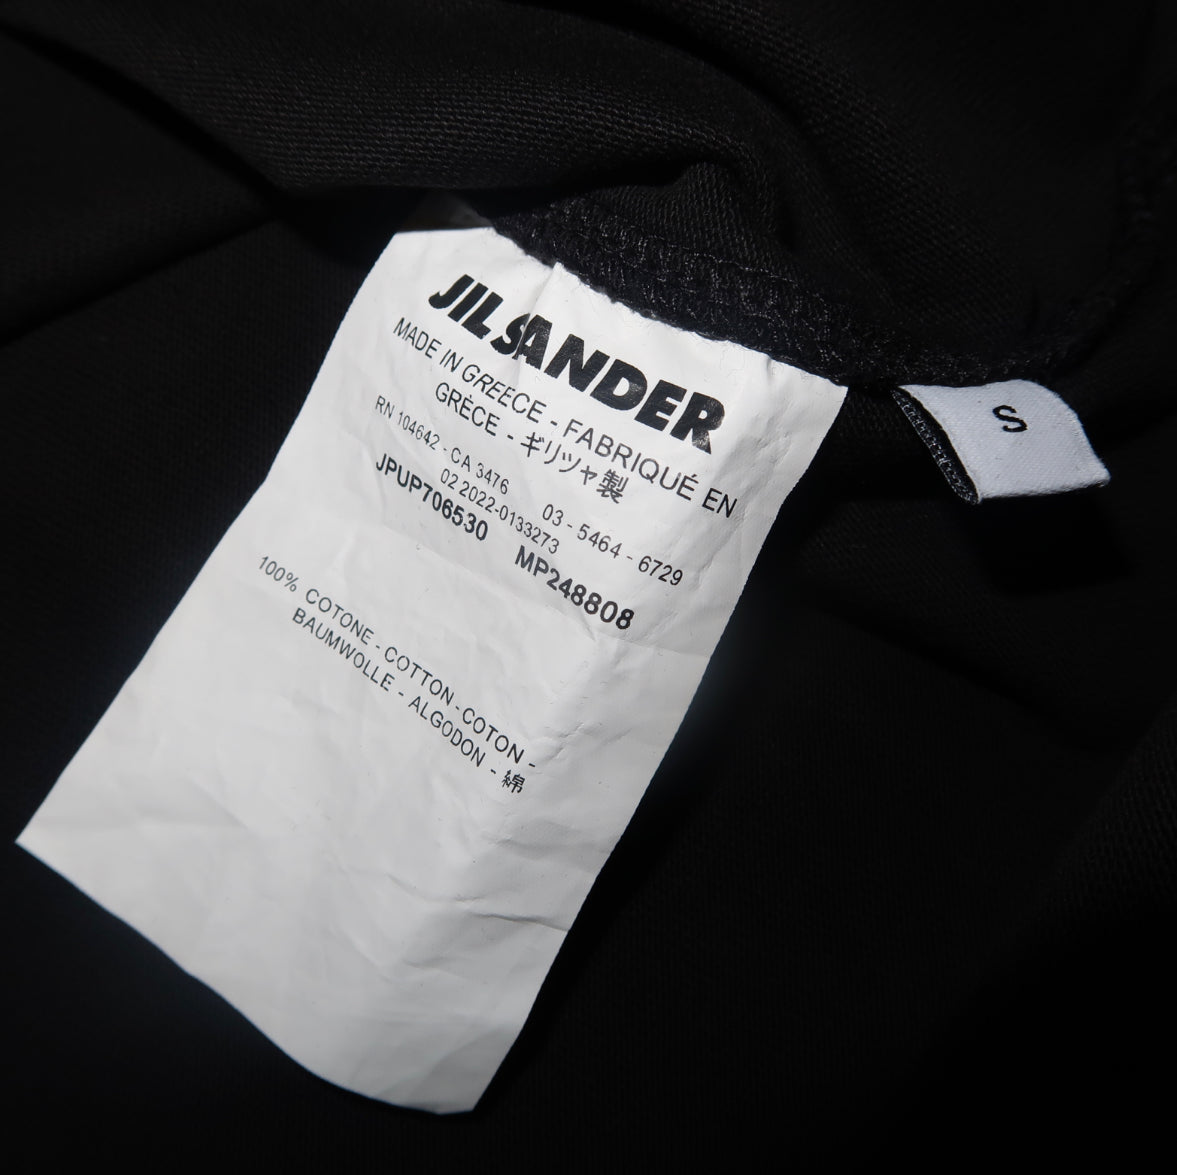 JIL SANDER
MADE IN GREECE - FABRIQUÉ EN
GRÈCE - ギリツャ製
RN 104642 - CA 3476 03 - 5464 - 6729
02 2022-0133273
JPUP706530 MP248808
100% COTONE - COTTON - COTON -
BAUMWOLLE - ALGODON - 綿
S